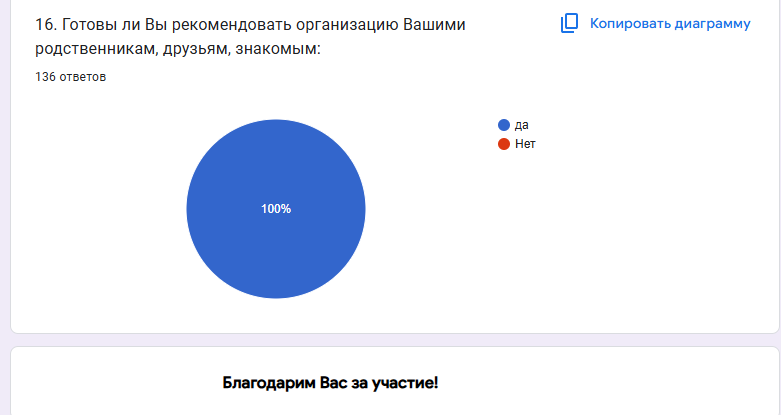 16. Готовы ли Вы рекомендовать организацию Вашими
родственникам, друзьям, знакомым:
Копировать диаграмму
136 ответов
да
Нет
100%
Благодарим Вас за участие!